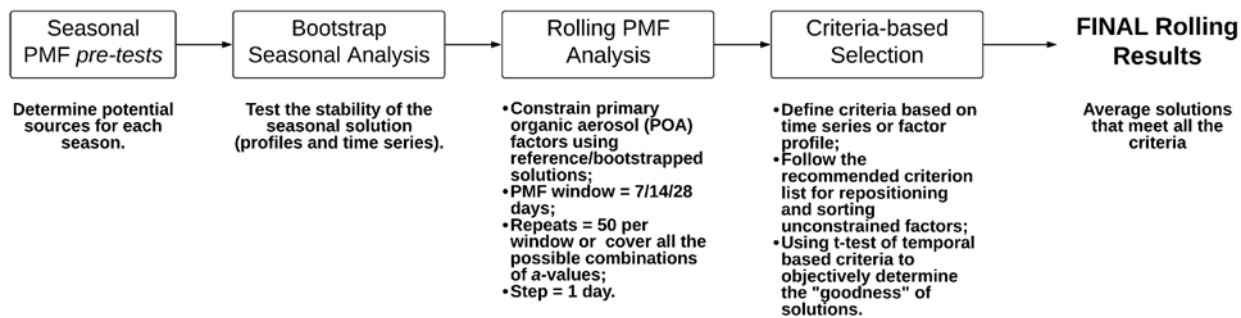 Seasonal
PMF pre-tests
Determine potential
sources for each
season.
Bootstrap
Seasonal Analysis
Test the stability of the
seasonal solution
(profiles and time series).
Rolling PMF
Analysis
•Constrain primary
organic aerosol (POA)
factors using
reference/bootstrapped
solutions;
•PMF window = 7/14/28
days;
•Repeats = 50 per
window or cover all the
possible combinations
of a-values;
•Step = 1 day.
Criteria-based
Selection
•Define criteria based on
time series or factor
profile;
•Follow the
recommended criterion
list for repositioning
and sorting
unconstrained factors;
•Using t-test of temporal
based criteria to
objectively determine
the "goodness" of
solutions.
FINAL Rolling
Results
Average solutions
that meet all the
criteria